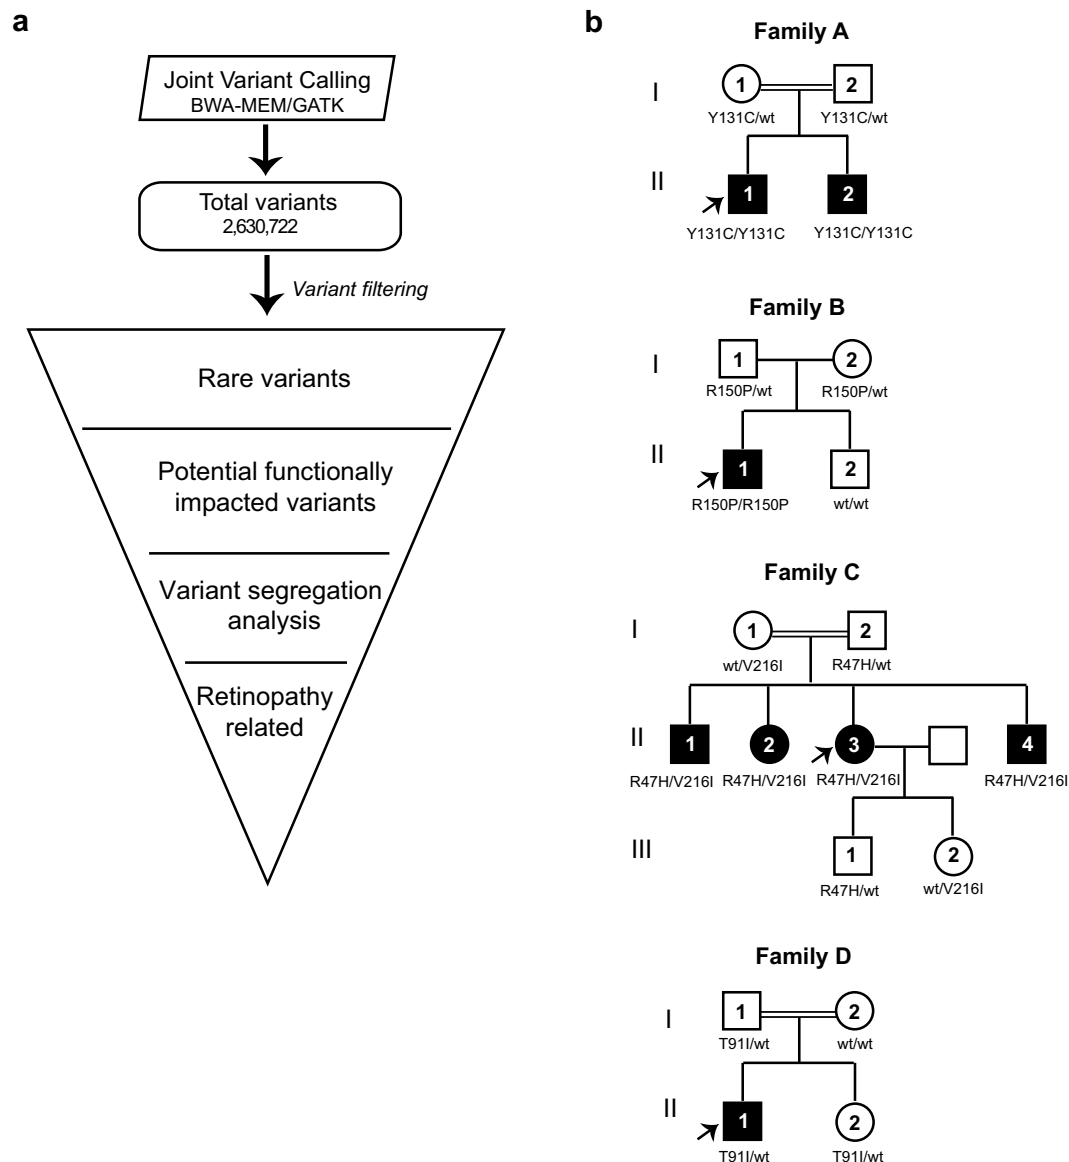 a
Joint Variant Calling
BWA-MEM/GATK
Total variants
2,630,722
Variant filtering
Rare variants
Potential functionally
impacted variants
Variant segregation
analysis
Retinopathy
related
b
Family A
I
1
2
Y131C/wt
Y131C/wt
II
1
2
Y131C/Y131C
Y131C/Y131C
Family B
I
1
2
R150P/wt
R150P/wt
II
1
2
R150P/R150P
wt/wt
Family C
I
1
2
wt/V216I
R47H/wt
II
1
2
3
4
R47H/V216I
R47H/V216I
R47H/V216I
R47H/V216I
III
1
2
R47H/wt
wt/V216I
Family D
I
1
2
T91I/wt
wt/wt
II
1
2
T91I/wt
T91I/wt